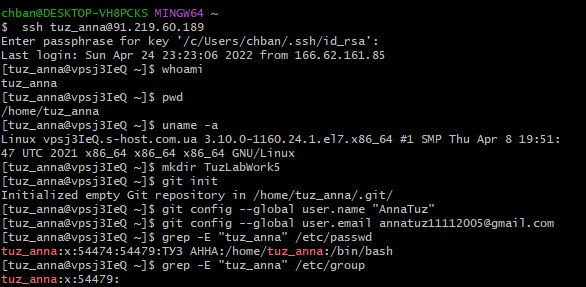 chban@DESKTOP-VH8PCKS MINGW64 ~
$ ssh tuz_anna@91.219.60.189
Enter passphrase for key '/c/Users/chban/.ssh/id_rsa':
Last login: Sun Apr 24 23:23:06 2022 from 166.62.161.85
[tuz_anna@vpsj3IeQ ~]$ whoami
tuz_anna
[tuz_anna@vpsj3IeQ ~]$ pwd
/home/tuz_anna
[tuz_anna@vpsj3IeQ ~]$ uname -a
Linux vpsj3IeQ.s-host.com.ua 3.10.0-1160.24.1.el7.x86_64 #1 SMP Thu Apr 8 19:51:
47 UTC 2021 x86_64 x86_64 x86_64 GNU/Linux
[tuz_anna@vpsj3IeQ ~]$ mkdir TuzLabWork5
[tuz_anna@vpsj3IeQ ~]$ git init
Initialized empty Git repository in /home/tuz_anna/.git/
[tuz_anna@vpsj3IeQ ~]$ git config --global user.name "AnnaTuz"
[tuz_anna@vpsj3IeQ ~]$ git config --global user.email annatuz11112005@gmail.com
[tuz_anna@vpsj3IeQ ~]$ grep -E "tuz_anna" /etc/passwd
tuz_anna:x:54474:54479:ТУЗ АННА:/home/tuz_anna:/bin/bash
[tuz_anna@vpsj3IeQ ~]$ grep -E "tuz_anna" /etc/group
tuz_anna:x:54479: